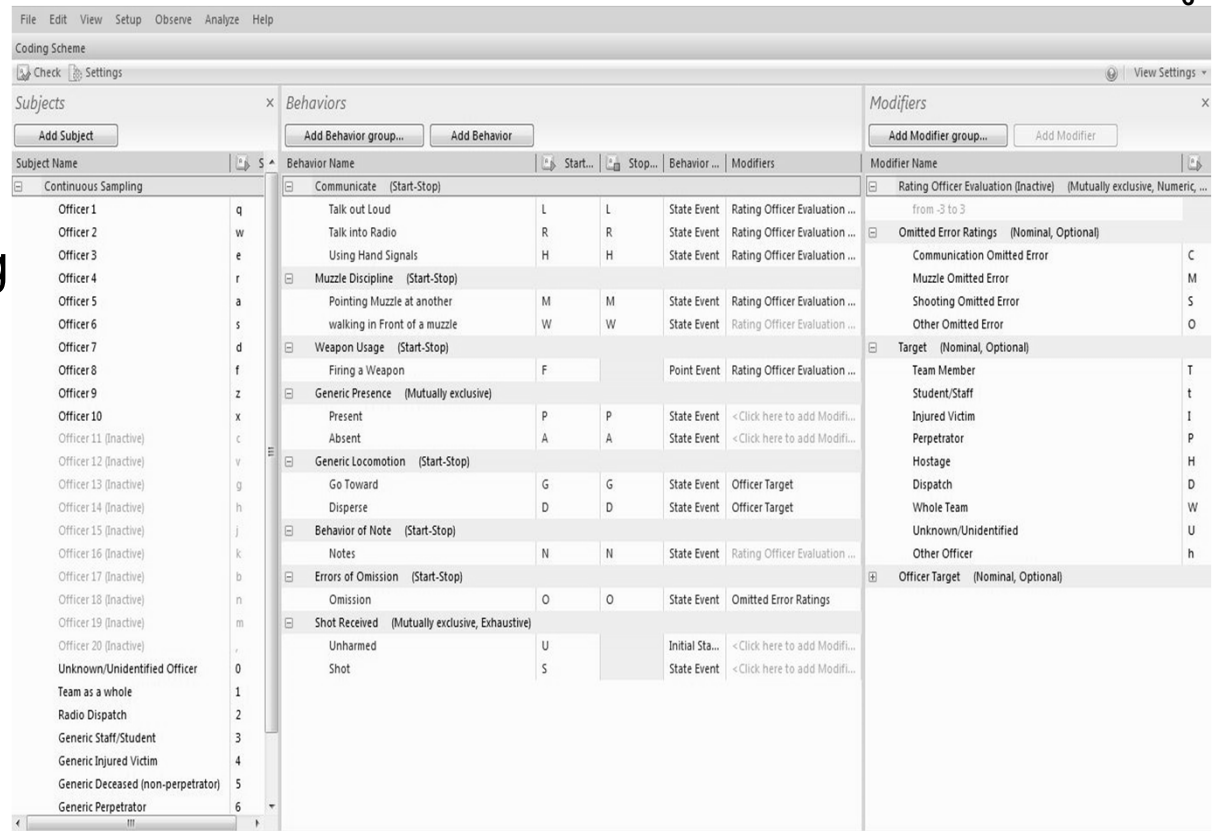 File Edit View Setup Observe Analyze Help
Coding Scheme
Check Settings View Settings
Subjects x
Add Subject
Subject Name S
Continuous Sampling
Officer 1 q
Officer 2 w
Officer 3 e
Officer 4 r
Officer 5 a
Officer 6 s
Officer 7 d
Officer 8 f
Officer 9 z
Officer 10 x
Officer 11 (Inactive) c
Officer 12 (Inactive) v
Officer 13 (Inactive) g
Officer 14 (Inactive) h
Officer 15 (Inactive) j
Officer 16 (Inactive) k
Officer 17 (Inactive) b
Officer 18 (Inactive) n
Officer 19 (Inactive) m
Officer 20 (Inactive) ,
Unknown/Unidentified Officer 0
Team as a whole 1
Radio Dispatch 2
Generic Staff/Student 3
Generic Injured Victim 4
Generic Deceased (non-perpetrator) 5
Generic Perpetrator 6
Behaviors
Add Behavior group... Add Behavior
Behavior Name Start... Stop... Behavior ... Modifiers
Communicate (Start-Stop)
Talk out Loud L L State Event Rating Officer Evaluation ...
Talk into Radio R R State Event Rating Officer Evaluation ...
Using Hand Signals H H State Event Rating Officer Evaluation ...
Muzzle Discipline (Start-Stop)
Pointing Muzzle at another M M State Event Rating Officer Evaluation ...
walking in Front of a muzzle W W State Event Rating Officer Evaluation ...
Weapon Usage (Start-Stop)
Firing a Weapon F Point Event Rating Officer Evaluation ...
Generic Presence (Mutually exclusive)
Present P P State Event <Click here to add Modifi...
Absent A A State Event <Click here to add Modifi...
Generic Locomotion (Start-Stop)
Go Toward G G State Event Officer Target
Disperse D D State Event Officer Target
Behavior of Note (Start-Stop)
Notes N N State Event Rating Officer Evaluation ...
Errors of Omission (Start-Stop)
Omission O O State Event Omitted Error Ratings
Shot Received (Mutually exclusive, Exhaustive)
Unharmed U Initial Sta... <Click here to add Modifi...
Shot S State Event <Click here to add Modifi...
Modifiers x
Add Modifier group... Add Modifier
Modifier Name
Rating Officer Evaluation (Inactive) (Mutually exclusive, Numeric, ...
from -3 to 3
Omitted Error Ratings (Nominal, Optional)
Communication Omitted Error C
Muzzle Omitted Error M
Shooting Omitted Error S
Other Omitted Error O
Target (Nominal, Optional)
Team Member T
Student/Staff t
Injured Victim I
Perpetrator P
Hostage H
Dispatch D
Whole Team W
Unknown/Unidentified U
Other Officer h
Officer Target (Nominal, Optional)